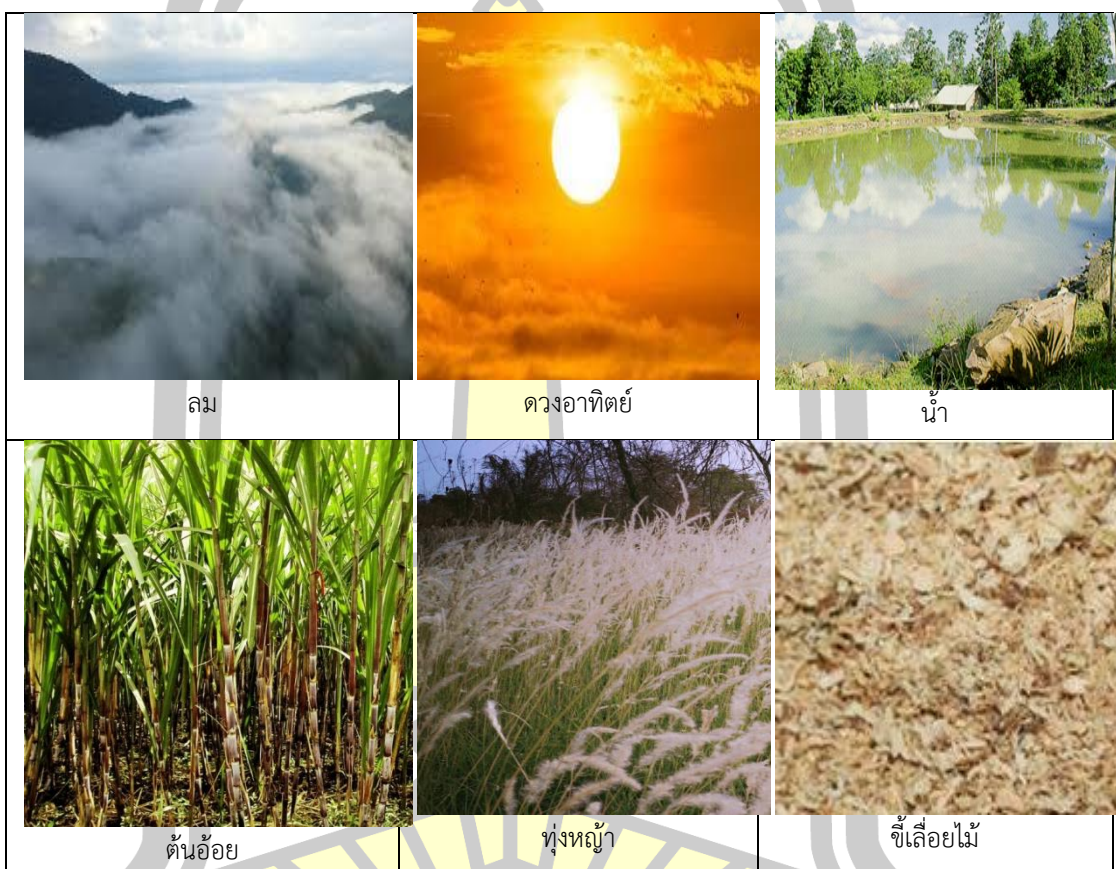 ลม
ดวงอาทิตย์
น้ำ
ต้นอ้อย
ทุ่งหญ้า
ขี้เลื่อยไม้